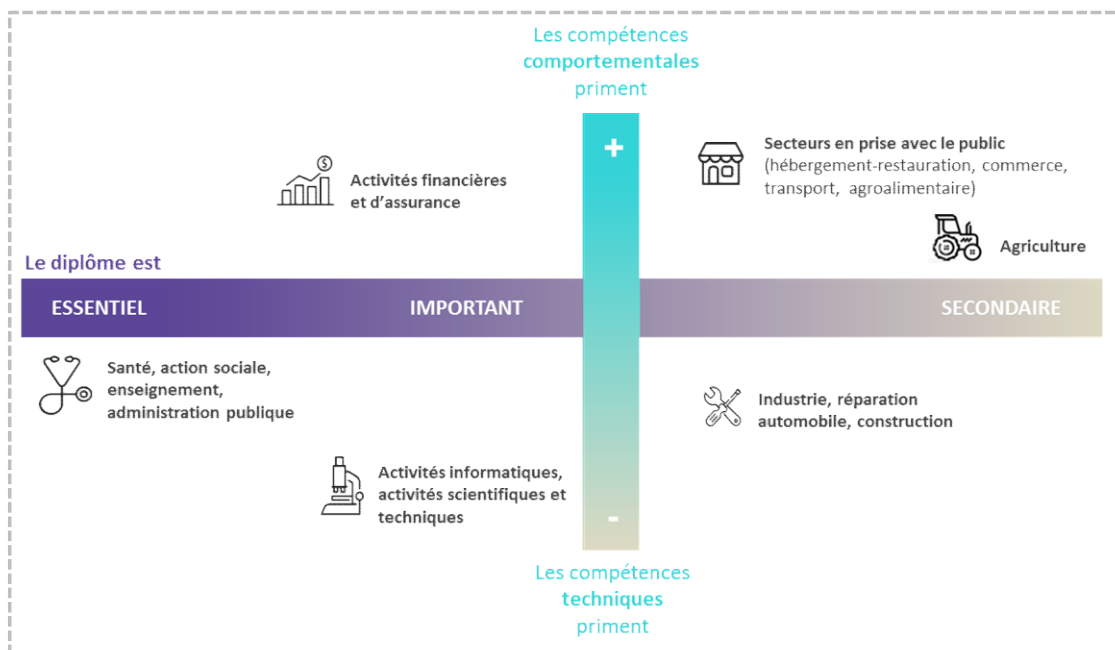 Les compétences
comportementales
priment
+
Secteurs en prise avec le public
(hébergement-restauration, commerce,
transport, agroalimentaire)
$
Activités financières
et d'assurance
Agriculture
Le diplôme est
ESSENTIEL
IMPORTANT
SECONDAIRE
Santé, action sociale,
enseignement,
administration publique
Industrie, réparation
automobile, construction
Activités informatiques,
activités scientifiques et
techniques
-
Les compétences
techniques
priment